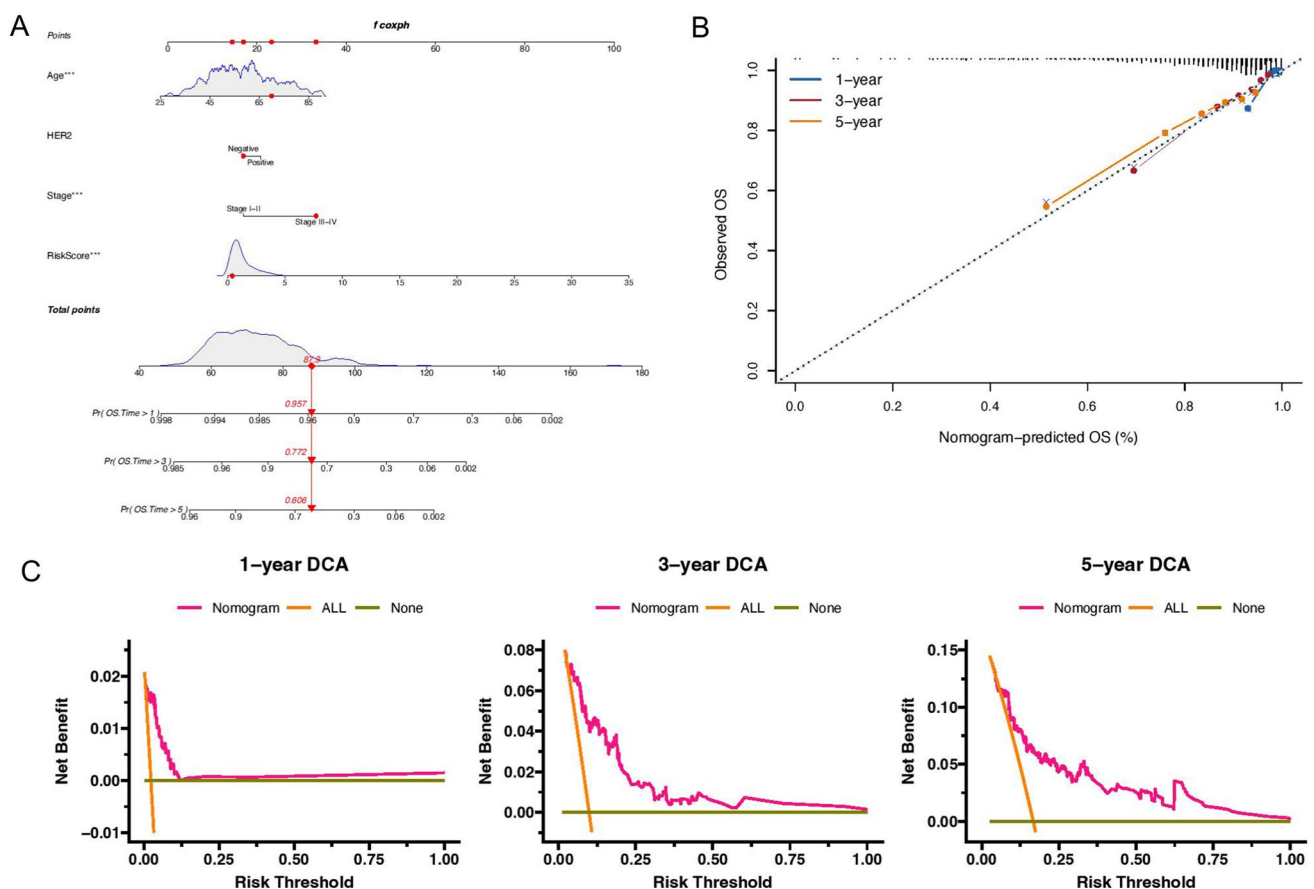 A
f coxph
Points
0 20 40 60 80 100
Age***
25 45 65 85
HER2
Negative
Positive
Stage***
Stage I-II
Stage III-IV
RiskScore***
0 5 10 15 20 25 30 35
Total points
87.9
40 60 80 100 120 140 160 180
0.957
Pr( OS.Time > 1 )
0.998 0.994 0.985 0.96 0.9 0.7 0.3 0.06 0.002
0.772
Pr( OS.Time > 3 )
0.985 0.96 0.9 0.7 0.3 0.06 0.002
0.606
Pr( OS.Time > 5 )
0.96 0.9 0.7 0.3 0.06 0.002
B
1-year
3-year
5-year
Observed OS
1.0
0.8
0.6
0.4
0.2
0.0
0.0 0.2 0.4 0.6 0.8 1.0
Nomogram-predicted OS (%)
C
1-year DCA
Nomogram ALL None
Net Benefit
0.02
0.01
0.00
-0.01
0.00 0.25 0.50 0.75 1.00
Risk Threshold
3-year DCA
Nomogram ALL None
Net Benefit
0.08
0.06
0.04
0.02
0.00
0.00 0.25 0.50 0.75 1.00
Risk Threshold
5-year DCA
Nomogram ALL None
Net Benefit
0.15
0.10
0.05
0.00
0.00 0.25 0.50 0.75 1.00
Risk Threshold